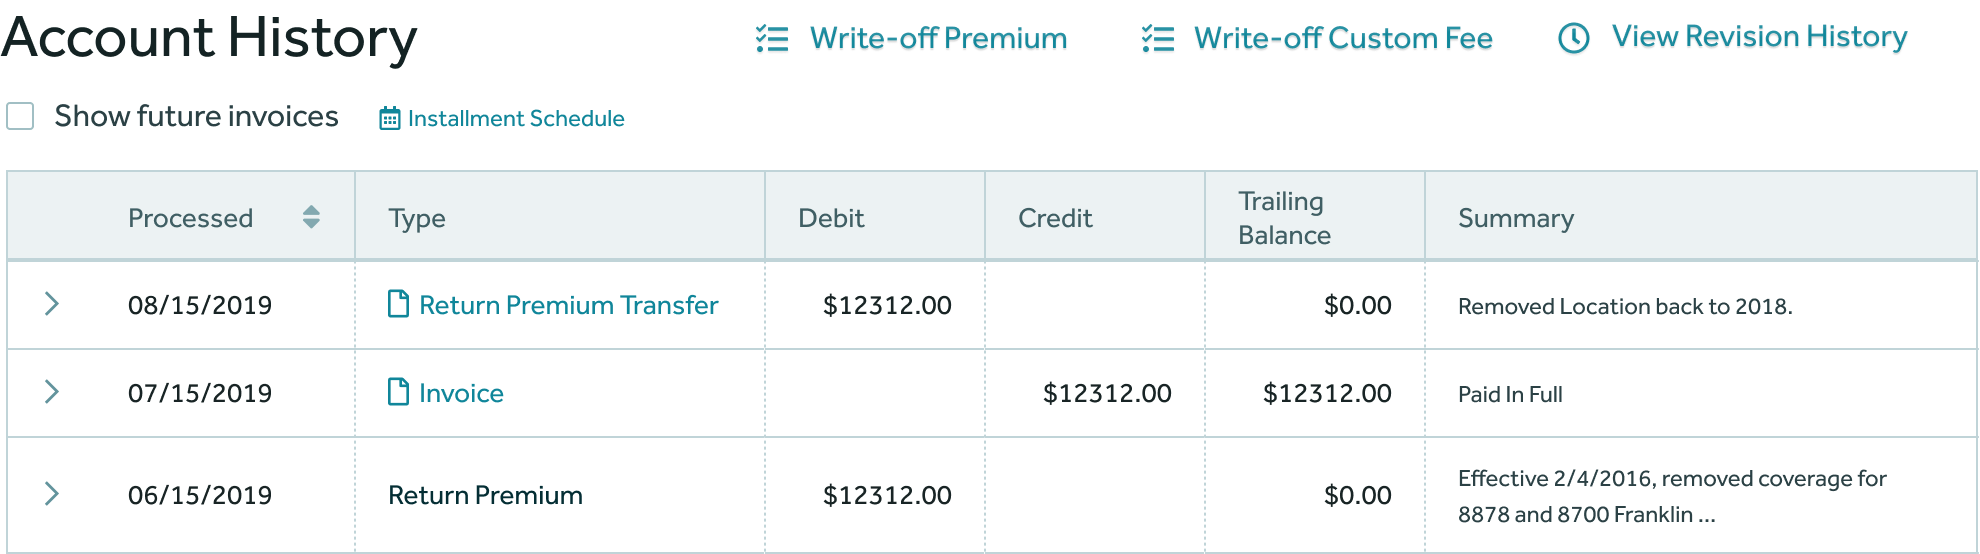 Account History
Write-off Premium
Write-off Custom Fee
View Revision History
Show future invoices
Installment Schedule
Processed
Type
Debit
Credit
Trailing
Balance
Summary
08/15/2019
Return Premium Transfer
$12312.00
$0.00
Removed Location back to 2018.
07/15/2019
Invoice
$12312.00
$12312.00
Paid In Full
06/15/2019
Return Premium
$12312.00
$0.00
Effective 2/4/2016, removed coverage for
8878 and 8700 Franklin ...